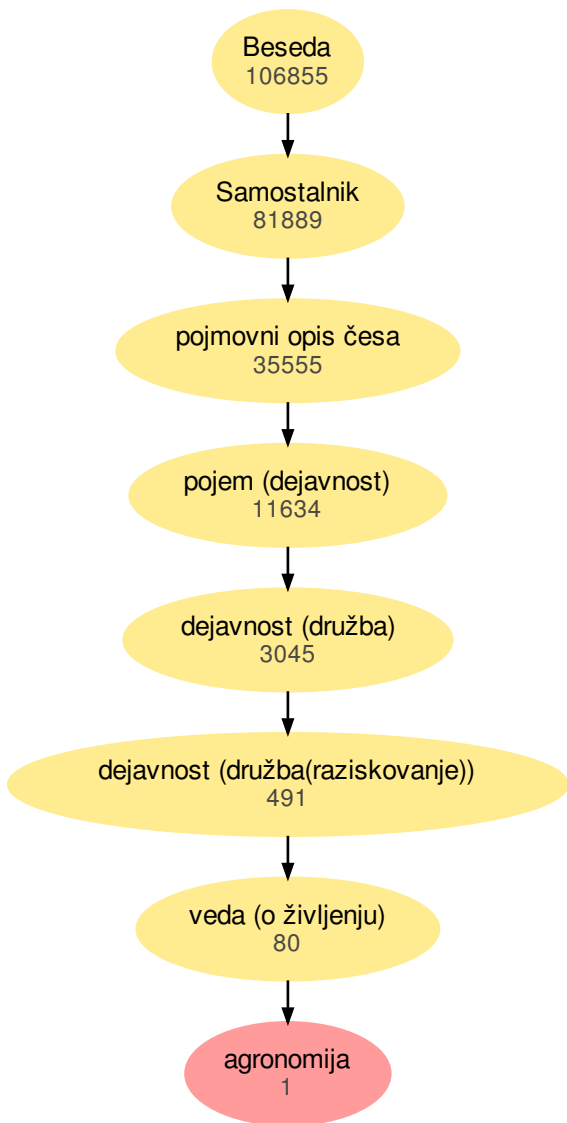 Beseda
106855
Samostalnik
81889
pojmovni opis česa
35555
pojem (dejavnost)
11634
dejavnost (družba)
3045
dejavnost (družba(raziskovanje))
491
veda (o življenju)
80
agronomija
1